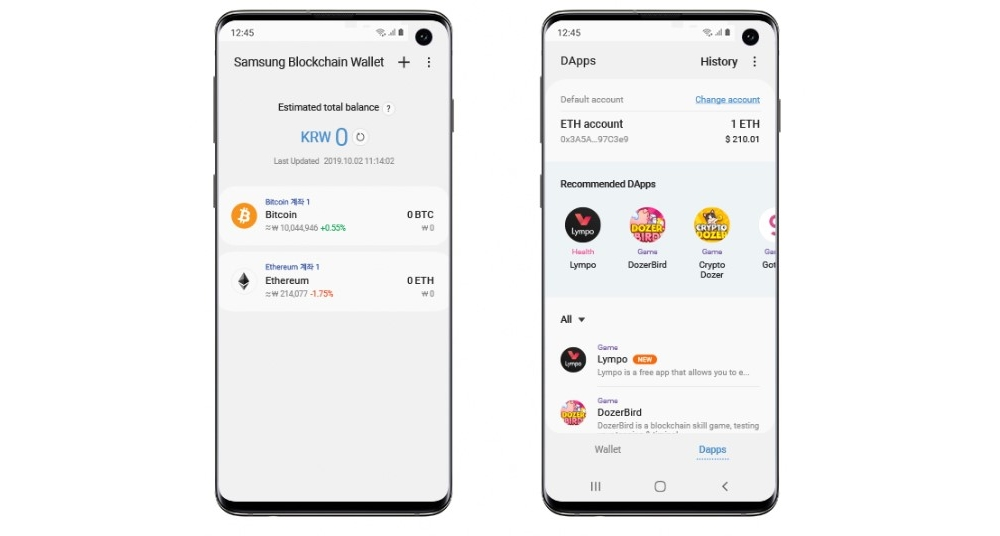 12:45
Samsung Blockchain Wallet
Estimated total balance ?
KRW 0
Last Updated 2019.10.02 11:14:02
Bitcoin 계좌 1
Bitcoin 0 BTC
≈₩ 10,044,946 +0.55% ₩ 0
Ethereum 계좌 1
Ethereum 0 ETH
≈₩ 214,077 -1.75% ₩ 0
12:45
DApps History
Default account Change account
ETH account 1 ETH
0x3A5A...97C3e9 $ 210.01
Recommended DApps
Lympo
DOZER
BIRD
CRYPTO
DOZER
Health Game Game
Lympo DozerBird Crypto
Dozer
All
Game
Lympo
Lympo NEW
Lympo is a free app that allows you to e...
Game
DOZER
BIRD
DozerBird
DozerBird is a blockchain skill game, testing
Wallet Dapps